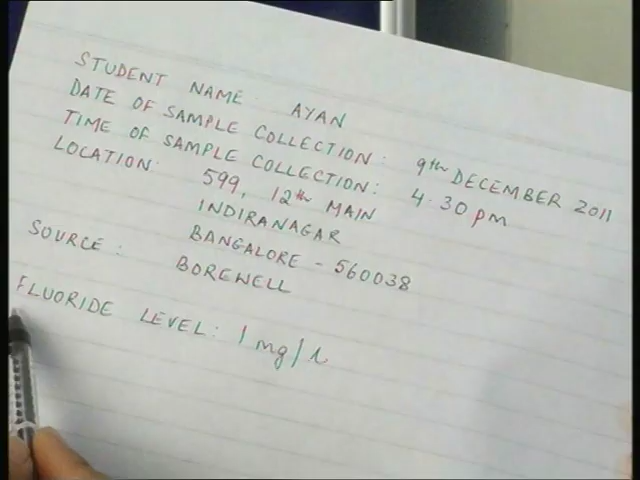 STUDENT NAME: AYAN
DATE OF SAMPLE COLLECTION: 9th DECEMBER 2011
TIME OF SAMPLE COLLECTION: 4.30 pm
LOCATION: 599, 12th MAIN
INDIRANAGAR
BANGALORE - 560038
SOURCE: BOREWELL
FLUORIDE LEVEL: 1 mg/L